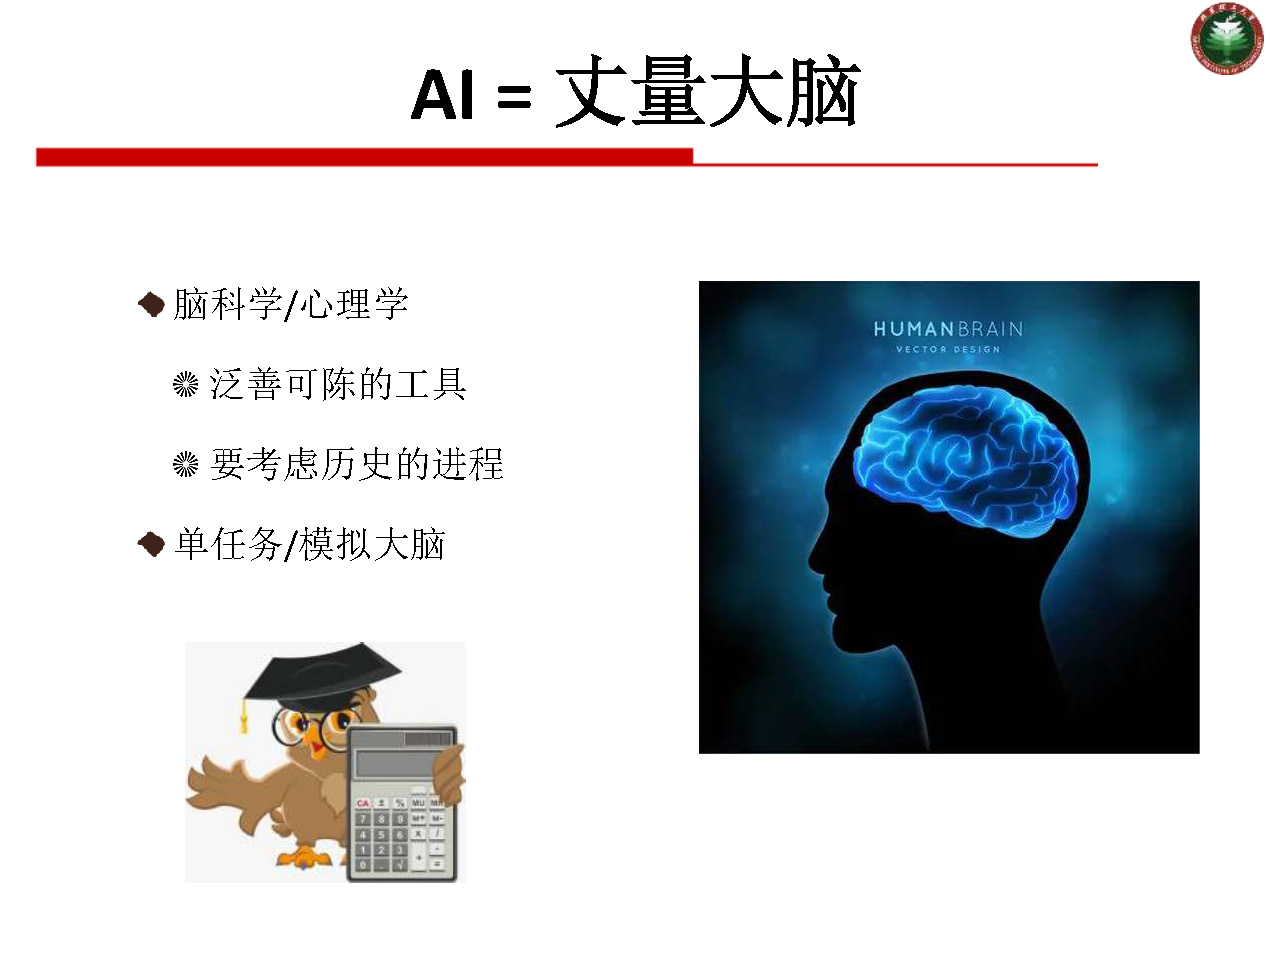 AI = 丈量大脑
脑科学/心理学
泛善可陈的工具
要考虑历史的进程
单任务/模拟大脑
HUMANBRAIN
VECTOR DESIGN
CA ± % MU MR
7 8 9 M+ M-
4 5 6 X /
1 2 3 + -
0 . √ =